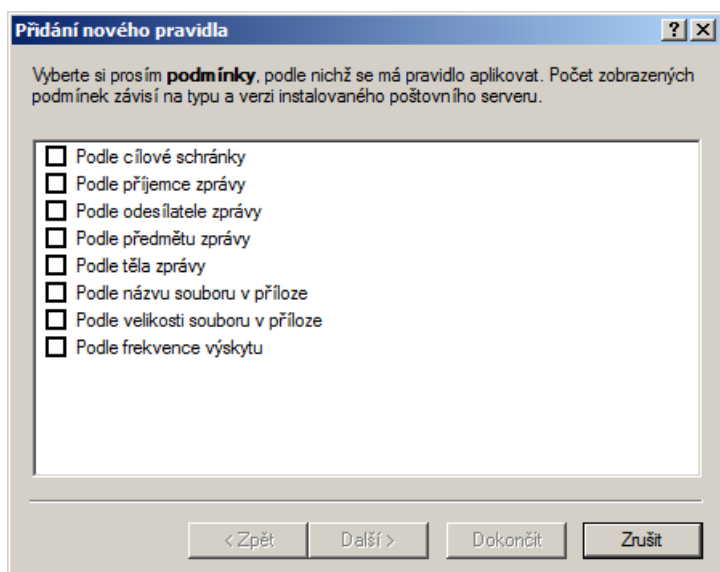 Přidání nového pravidla
Vyberte si prosím podmínky, podle nichž se má pravidlo aplikovat. Počet zobrazených
podmínek závisí na typu a verzi instalovaného poštovního serveru.
Podle cílové schránky
Podle příjemce zprávy
Podle odesílatele zprávy
Podle předmětu zprávy
Podle těla zprávy
Podle názvu souboru v příloze
Podle velikosti souboru v příloze
Podle frekvence výskytu
< Zpět Další > Dokončit Zrušit